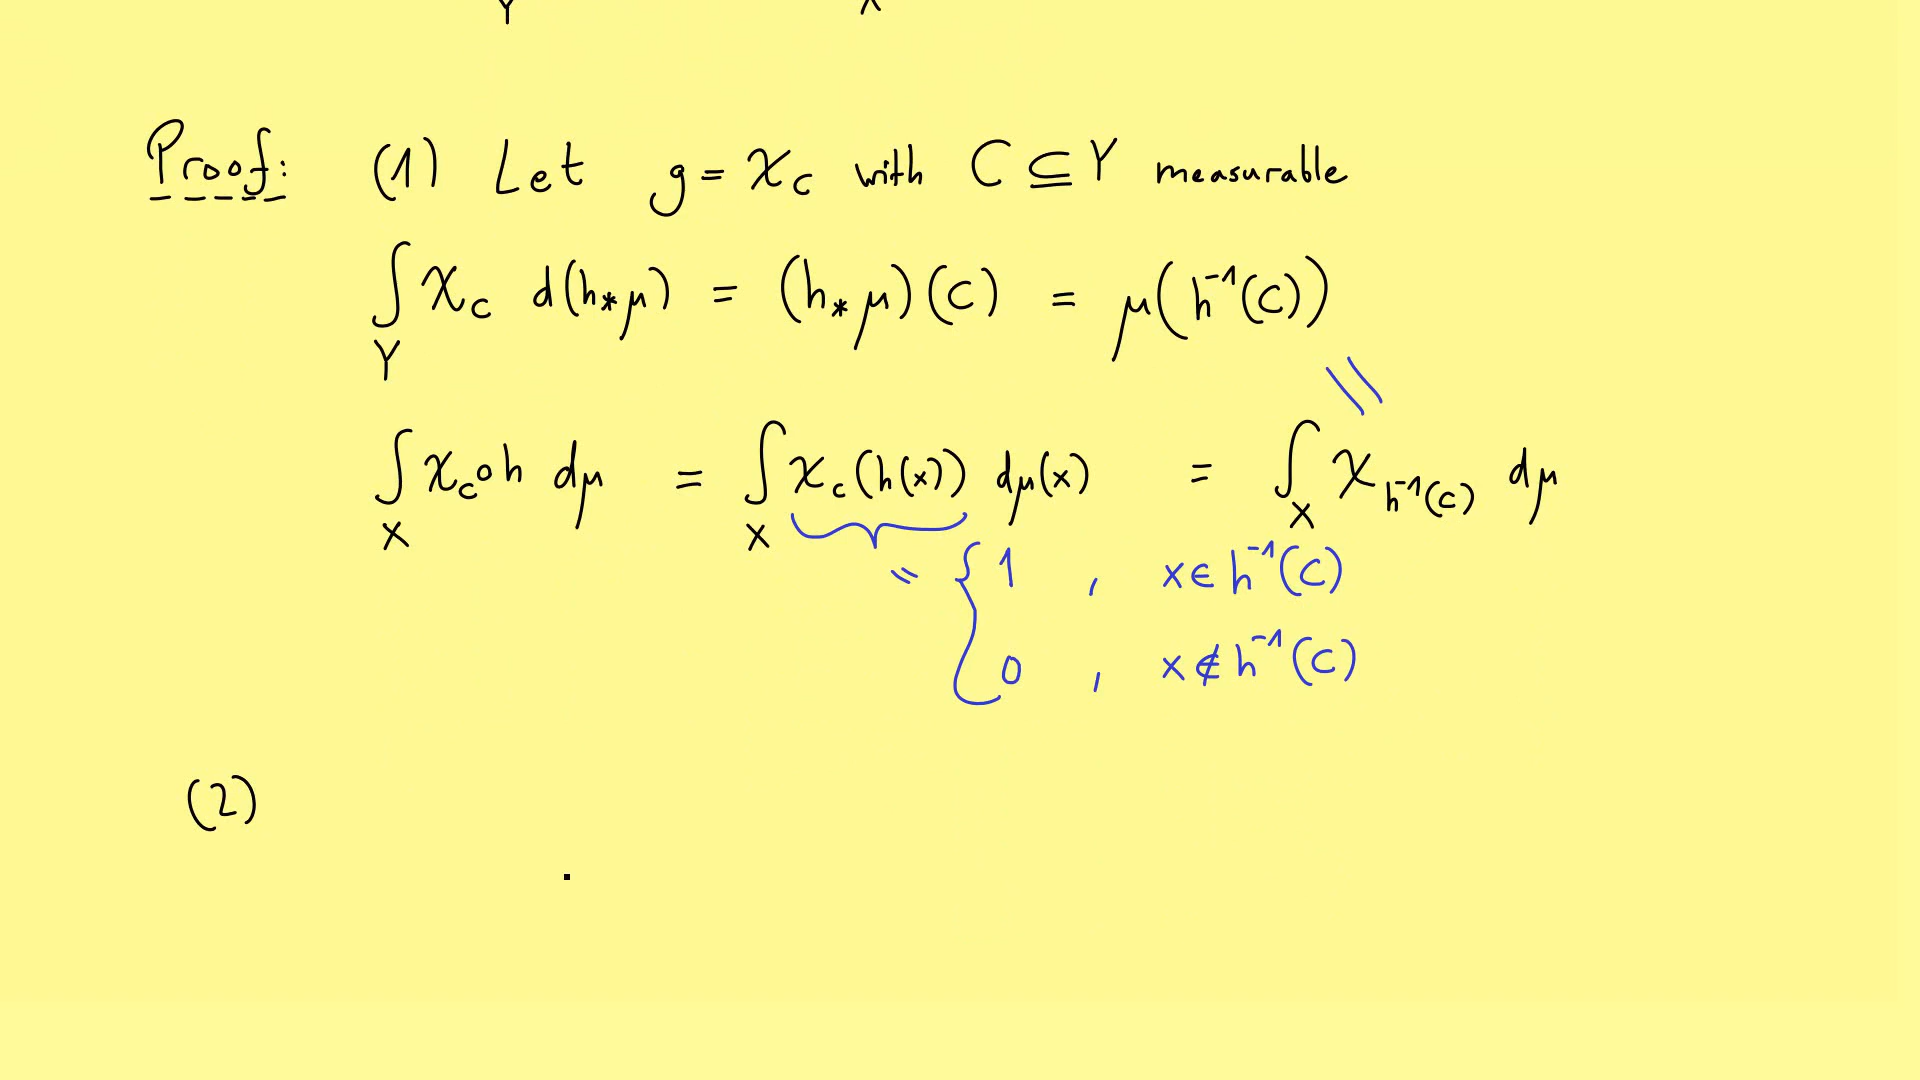 Y X
Proof: (1) Let g = χ_C with C ⊆ Y measurable
∫_Y χ_C d(h_*μ) = (h_*μ)(C) = μ(h⁻¹(C))
\\
∫_X χ_C∘h dμ = ∫_X χ_C(h(x)) dμ(x) = ∫_X χ_{h⁻¹(C)} dμ
= { 1 , x ∈ h⁻¹(C)
0 , x ∉ h⁻¹(C)
(2)